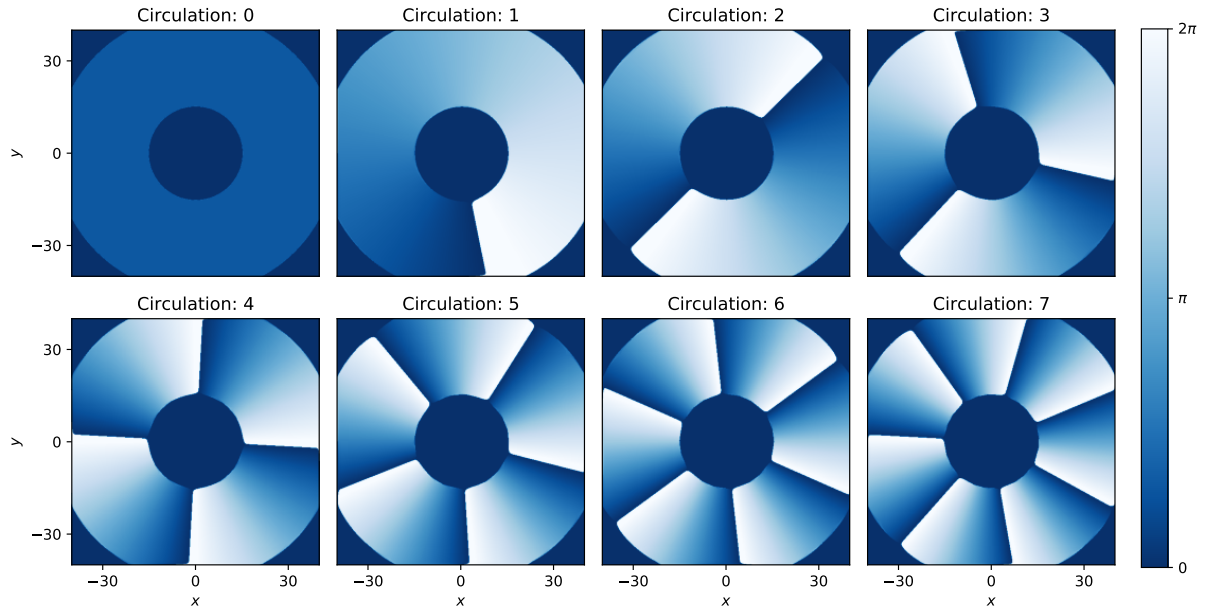 Circulation: 0
Circulation: 1
Circulation: 2
Circulation: 3
30
0
−30
y
2π
π
0
Circulation: 4
Circulation: 5
Circulation: 6
Circulation: 7
30
0
−30
y
−30 0 30
−30 0 30
−30 0 30
−30 0 30
x
x
x
x